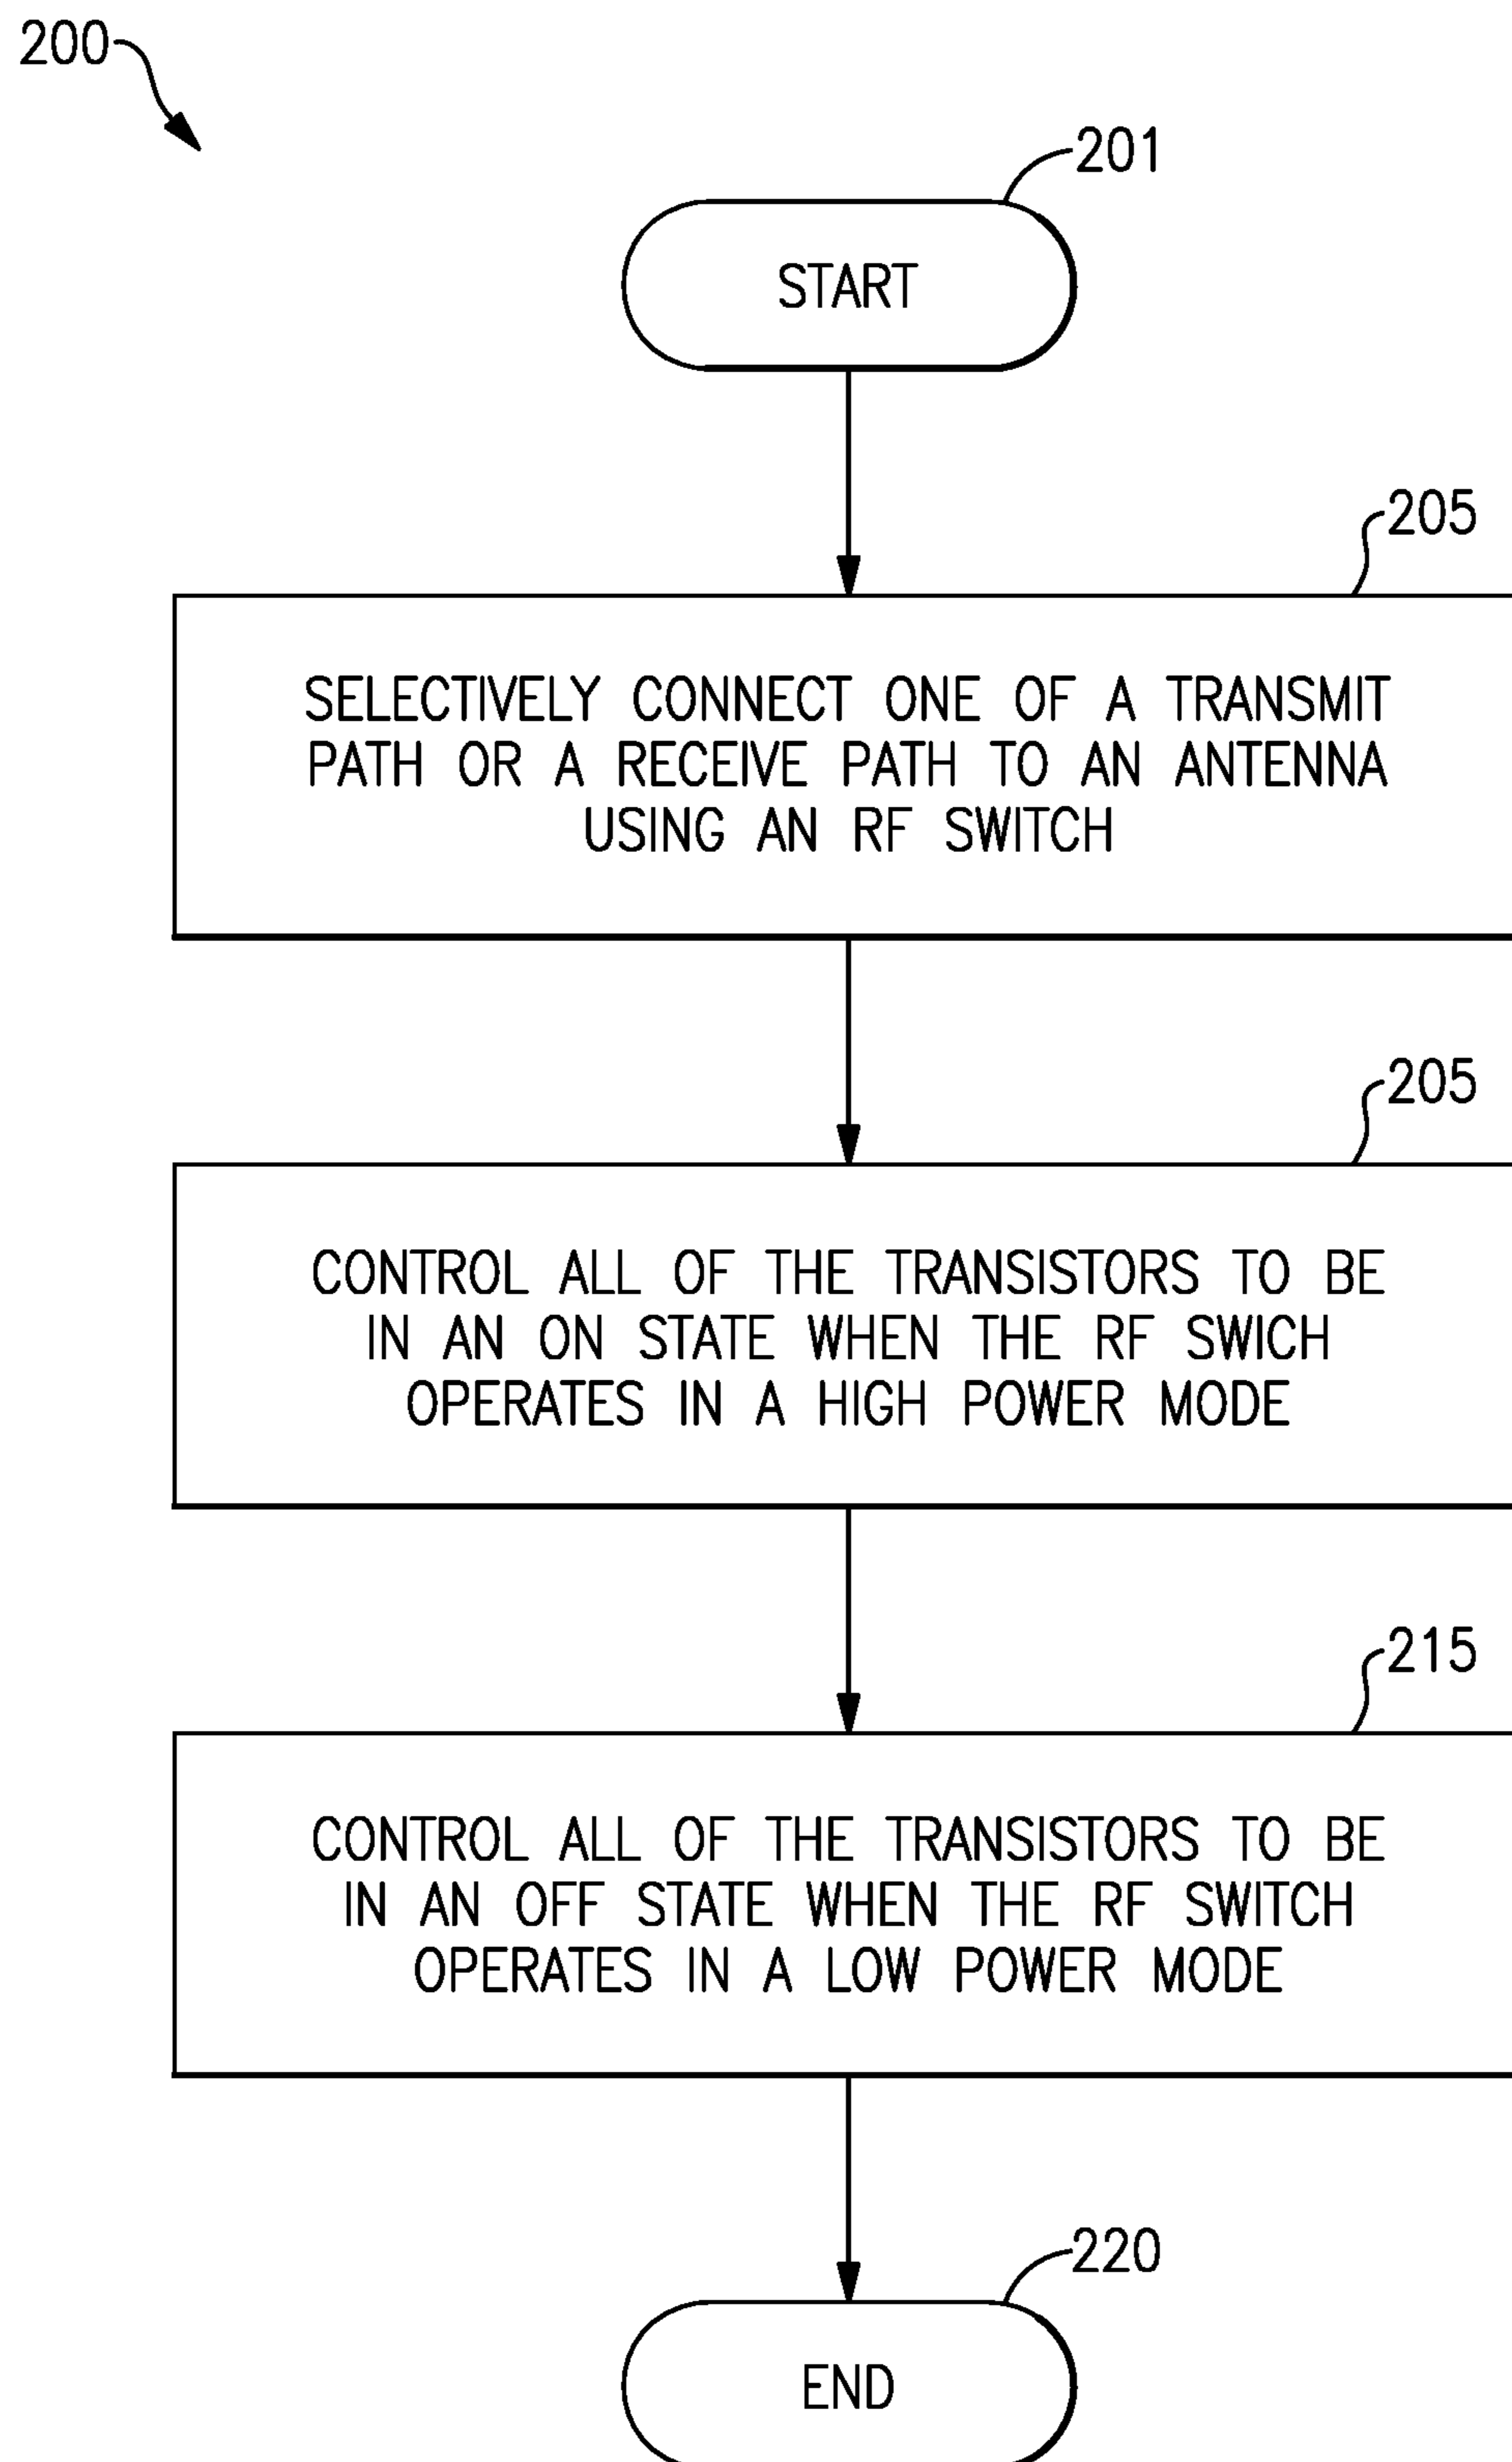 200
201
START
205
SELECTIVELY CONNECT ONE OF A TRANSMIT
PATH OR A RECEIVE PATH TO AN ANTENNA
USING AN RF SWITCH
205
CONTROL ALL OF THE TRANSISTORS TO BE
IN AN ON STATE WHEN THE RF SWICH
OPERATES IN A HIGH POWER MODE
215
CONTROL ALL OF THE TRANSISTORS TO BE
IN AN OFF STATE WHEN THE RF SWITCH
OPERATES IN A LOW POWER MODE
220
END